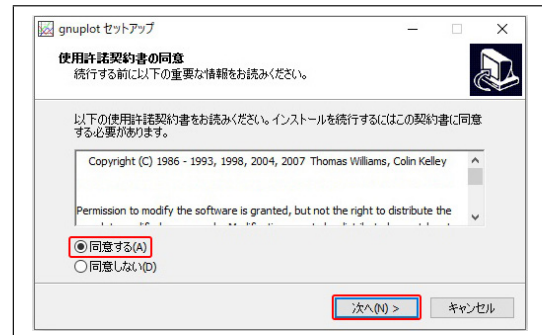 gnuplot セットアップ
使用許諾契約書の同意
続行する前に以下の重要な情報をお読みください。
以下の使用許諾契約書をお読みください。インストールを続行するにはこの契約書に同意
する必要があります。
Copyright (C) 1986 - 1993, 1998, 2004, 2007 Thomas Williams, Colin Kelley
Permission to modify the software is granted, but not the right to distribute the
同意する(A)
同意しない(D)
次へ(N) >
キャンセル